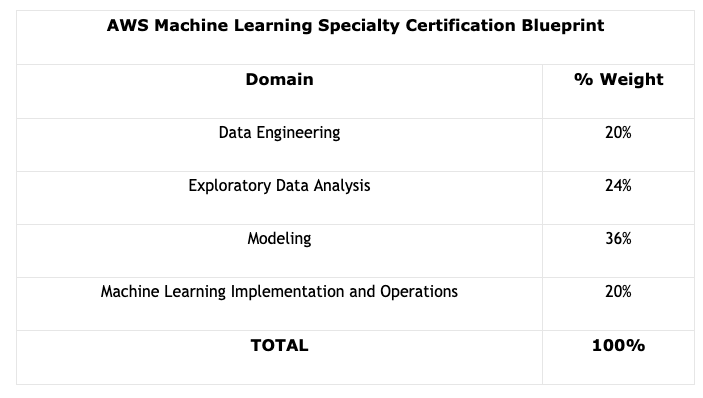 AWS Machine Learning Specialty Certification Blueprint
Domain % Weight
Data Engineering 20%
Exploratory Data Analysis 24%
Modeling 36%
Machine Learning Implementation and Operations 20%
TOTAL 100%